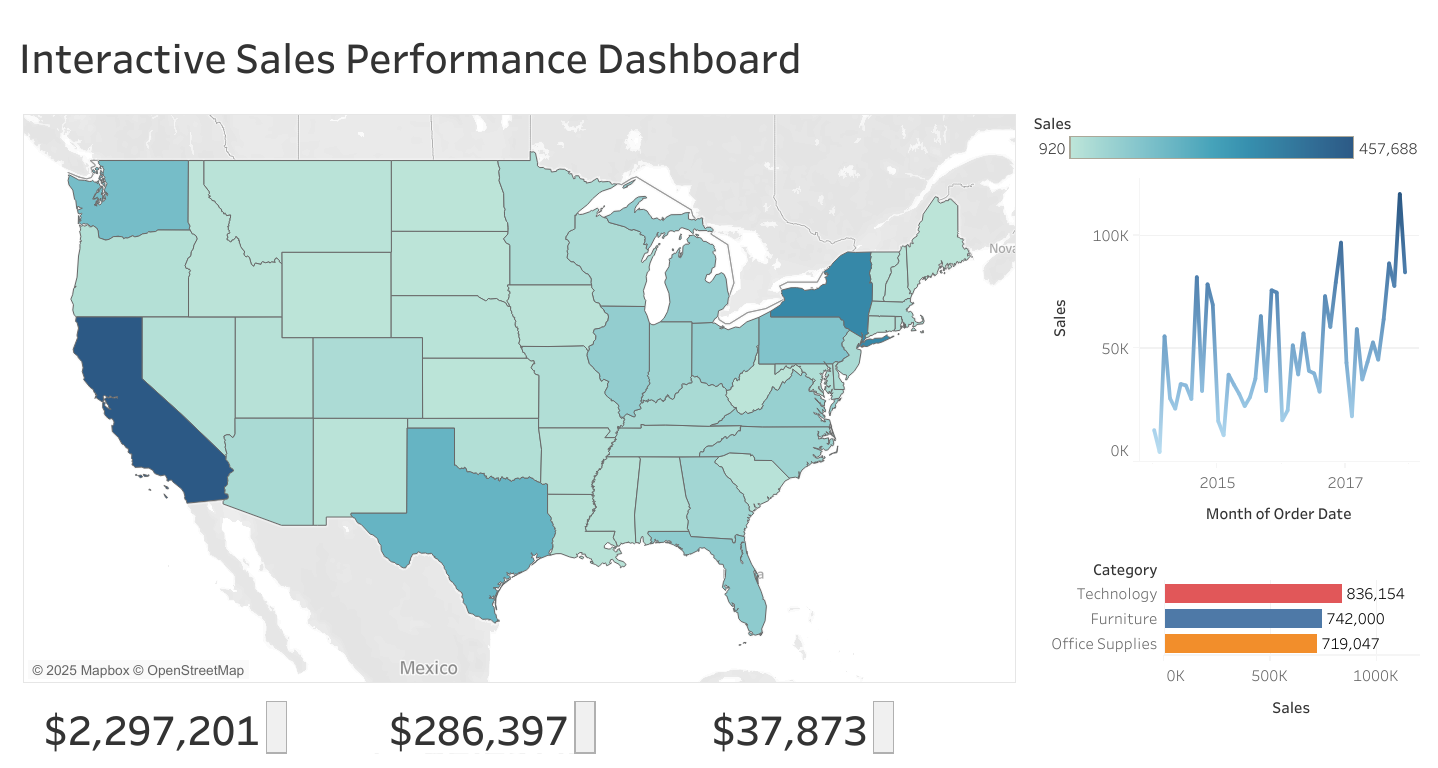 Interactive Sales Performance Dashboard
Nova
Mexico
© 2025 Mapbox © OpenStreetMap
$2,297,201
$286,397
$37,873
Sales
920
457,688
100K
50K
0K
Sales
2015
2017
Month of Order Date
Category
Technology 836,154
Furniture 742,000
Office Supplies 719,047
0K 500K 1000K
Sales